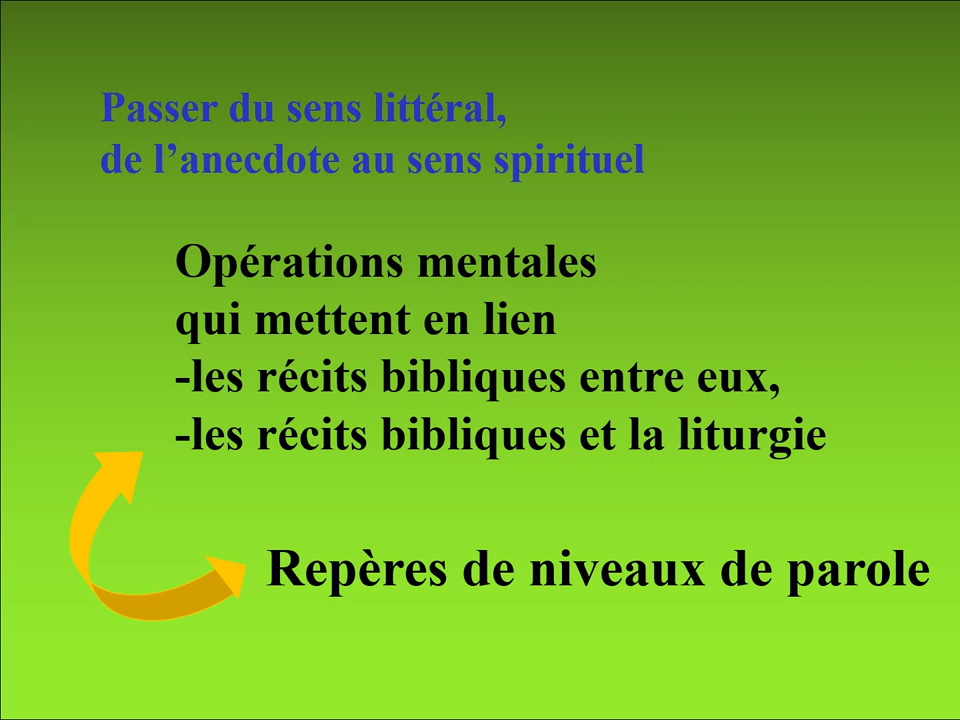 Passer du sens littéral,
de l’anecdote au sens spirituel
Opérations mentales
qui mettent en lien
-les récits bibliques entre eux,
-les récits bibliques et la liturgie
Repères de niveaux de parole